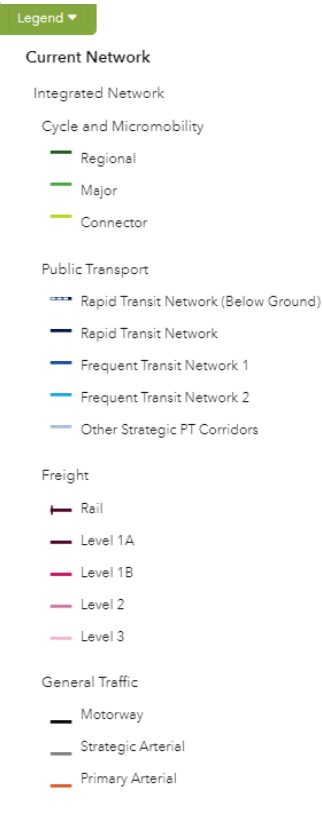 Legend
Current Network
Integrated Network
Cycle and Micromobility
Regional
Major
Connector
Public Transport
Rapid Transit Network (Below Ground)
Rapid Transit Network
Frequent Transit Network 1
Frequent Transit Network 2
Other Strategic PT Corridors
Freight
Rail
Level 1A
Level 1B
Level 2
Level 3
General Traffic
Motorway
Strategic Arterial
Primary Arterial